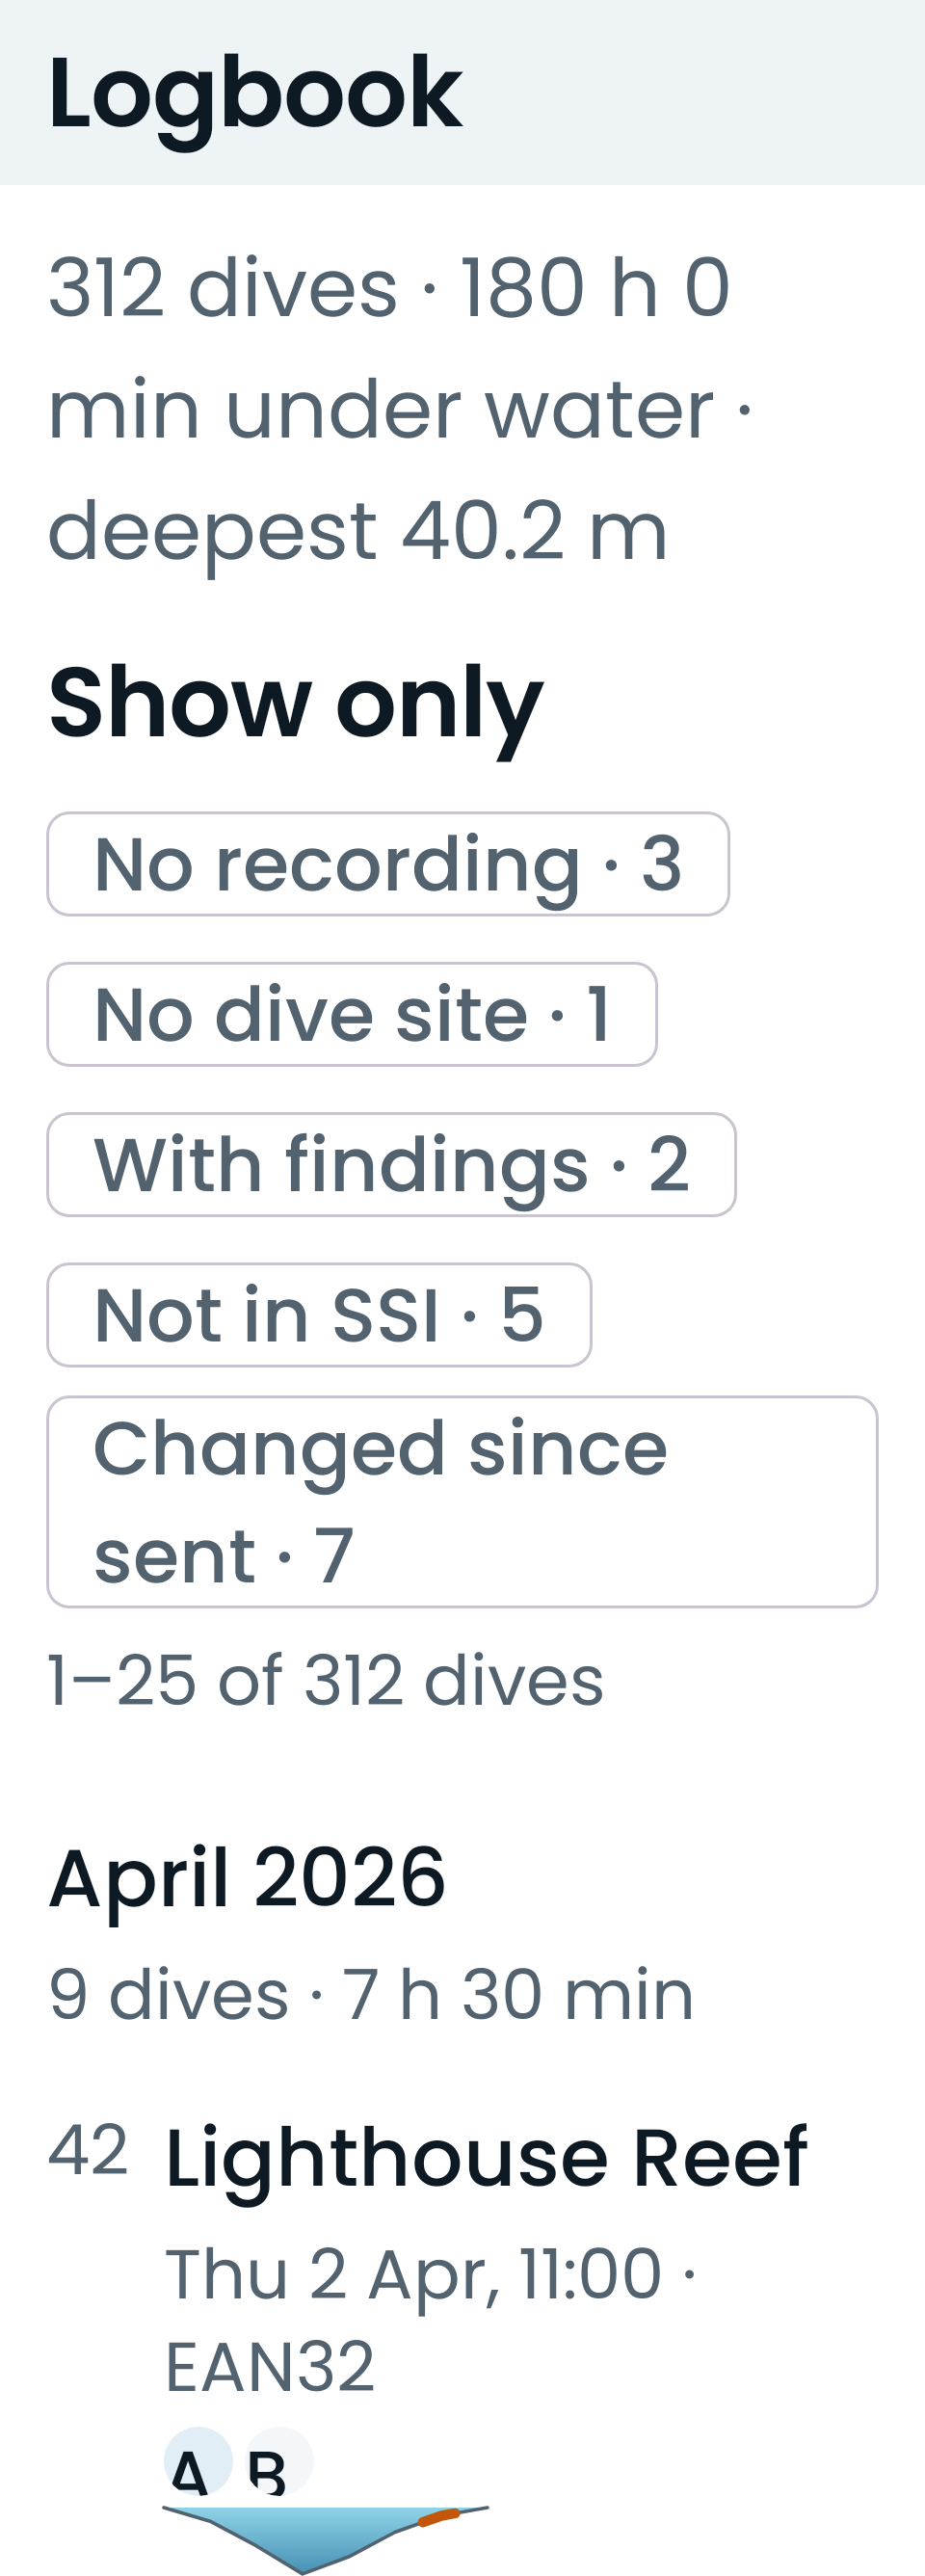 Logbook
312 dives · 180 h 0
min under water ·
deepest 40.2 m
Show only
No recording · 3
No dive site · 1
With findings · 2
Not in SSI · 5
Changed since
sent · 7
1–25 of 312 dives
April 2026
9 dives · 7 h 30 min
42 Lighthouse Reef
Thu 2 Apr, 11:00 ·
EAN32
A B